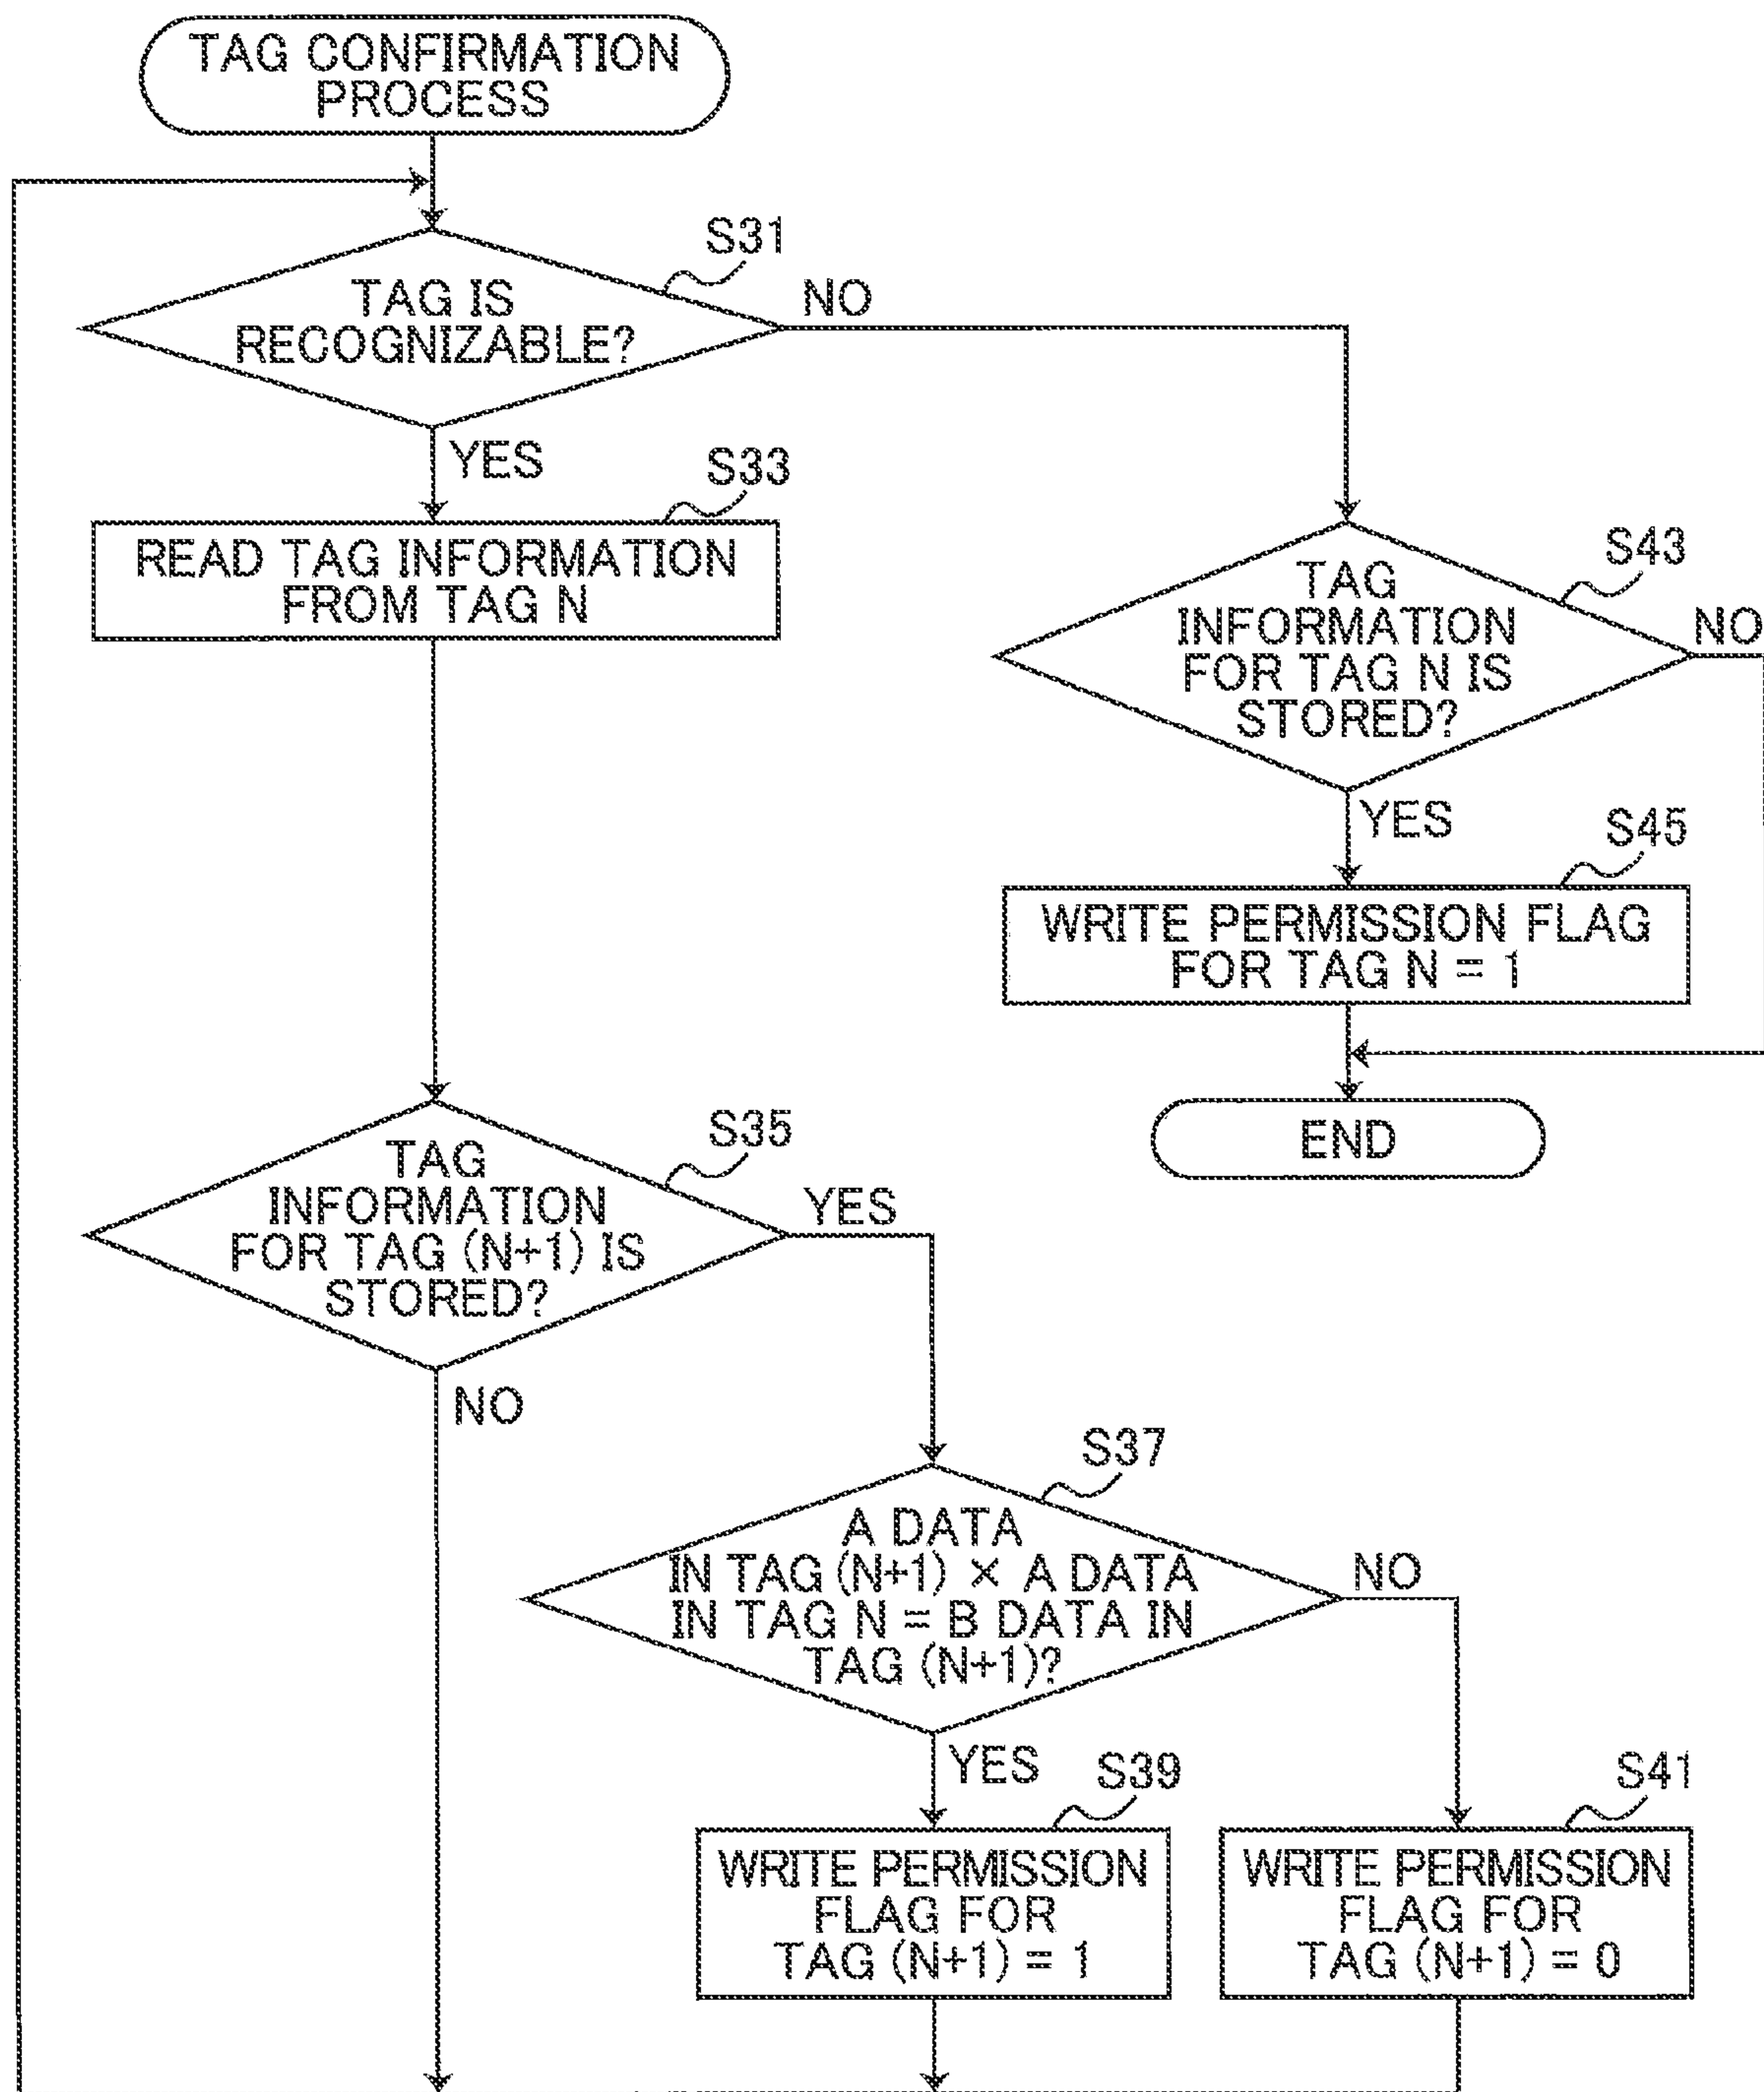 TAG CONFIRMATION
PROCESS
S31
TAG IS
RECOGNIZABLE?
NO
YES
S33
READ TAG INFORMATION
FROM TAG N
S43
TAG
INFORMATION
FOR TAG N IS
STORED?
NO
YES
S45
WRITE PERMISSION FLAG
FOR TAG N = 1
END
S35
TAG
INFORMATION
FOR TAG (N+1) IS
STORED?
YES
NO
S37
A DATA
IN TAG (N+1) × A DATA
IN TAG N = B DATA IN
TAG (N+1)?
NO
YES
S39
WRITE PERMISSION
FLAG FOR
TAG (N+1) = 1
S41
WRITE PERMISSION
FLAG FOR
TAG (N+1) = 0